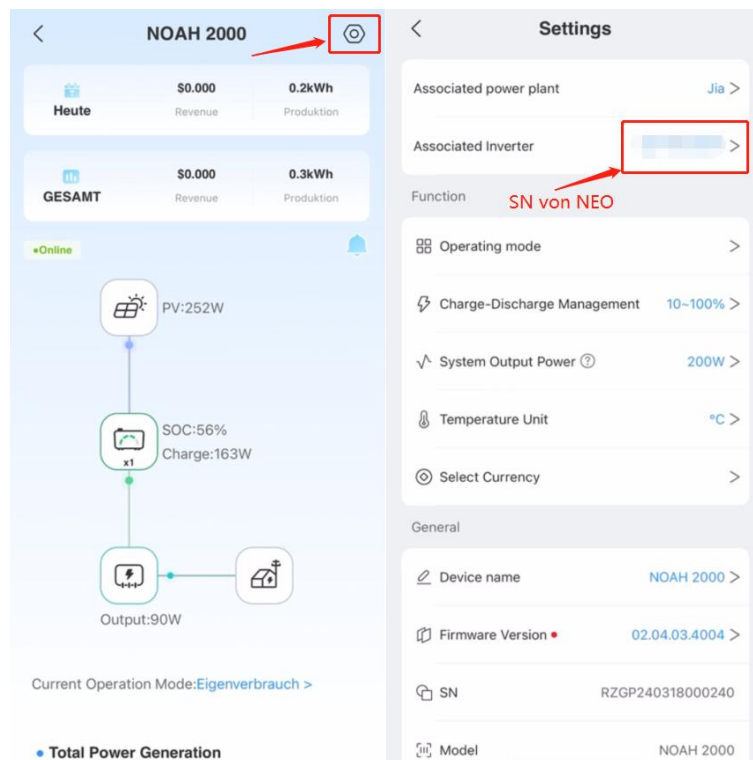 NOAH 2000
Heute
$0.000
Revenue
0.2kWh
Produktion
GESAMT
$0.000
Revenue
0.3kWh
Produktion
•Online
PV:252W
SOC:56%
Charge:163W
x1
Output:90W
Current Operation Mode:Eigenverbrauch >
• Total Power Generation
Settings
Associated power plant Jia >
Associated Inverter >
SN von NEO
Function
Operating mode >
Charge-Discharge Management 10~100% >
System Output Power ? 200W >
Temperature Unit °C >
Select Currency >
General
Device name NOAH 2000 >
Firmware Version • 02.04.03.4004 >
SN RZGP240318000240
Model NOAH 2000